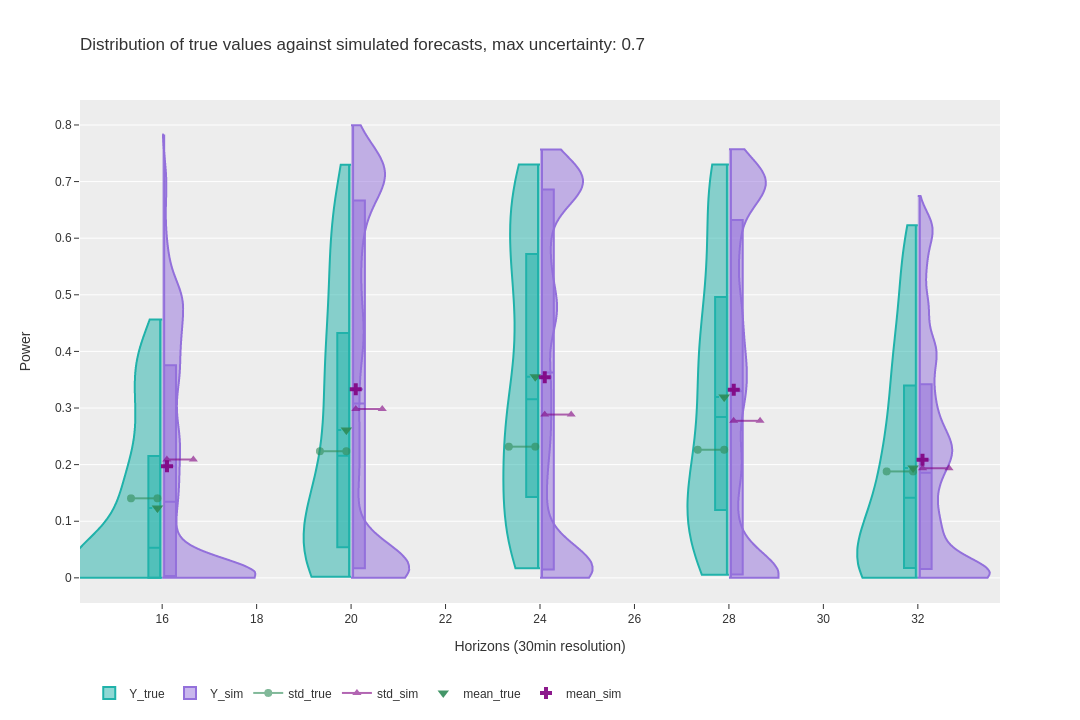 Distribution of true values against simulated forecasts, max uncertainty: 0.7
0.8
0.7
0.6
0.5
0.4
0.3
0.2
0.1
0
Power
16 18 20 22 24 26 28 30 32
Horizons (30min resolution)
Y_true Y_sim std_true std_sim mean_true mean_sim